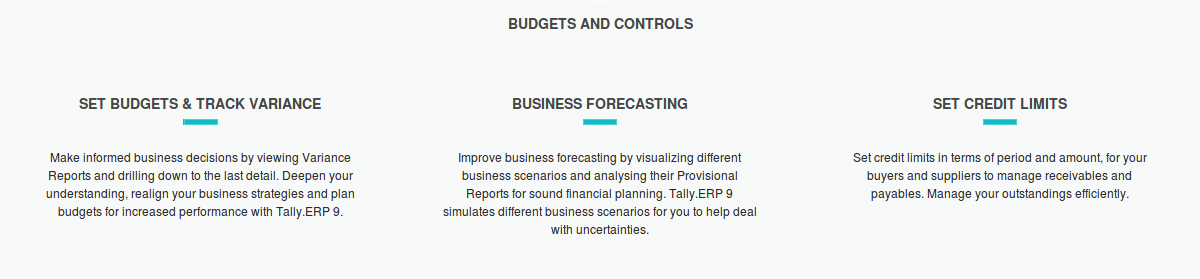 BUDGETS AND CONTROLS
SET BUDGETS & TRACK VARIANCE
Make informed business decisions by viewing Variance
Reports and drilling down to the last detail. Deepen your
understanding, realign your business strategies and plan
budgets for increased performance with Tally.ERP 9.
BUSINESS FORECASTING
Improve business forecasting by visualizing different
business scenarios and analysing their Provisional
Reports for sound financial planning. Tally.ERP 9
simulates different business scenarios for you to help deal
with uncertainties.
SET CREDIT LIMITS
Set credit limits in terms of period and amount, for your
buyers and suppliers to manage receivables and
payables. Manage your outstandings efficiently.